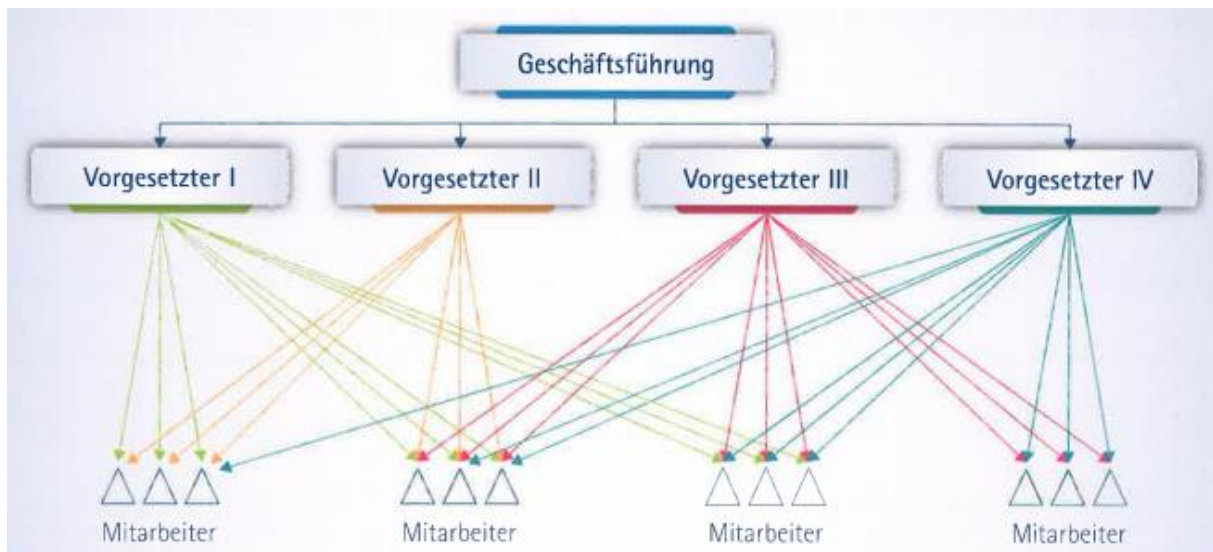 Geschäftsführung
Vorgesetzter I
Vorgesetzter II
Vorgesetzter III
Vorgesetzter IV
Mitarbeiter
Mitarbeiter
Mitarbeiter
Mitarbeiter